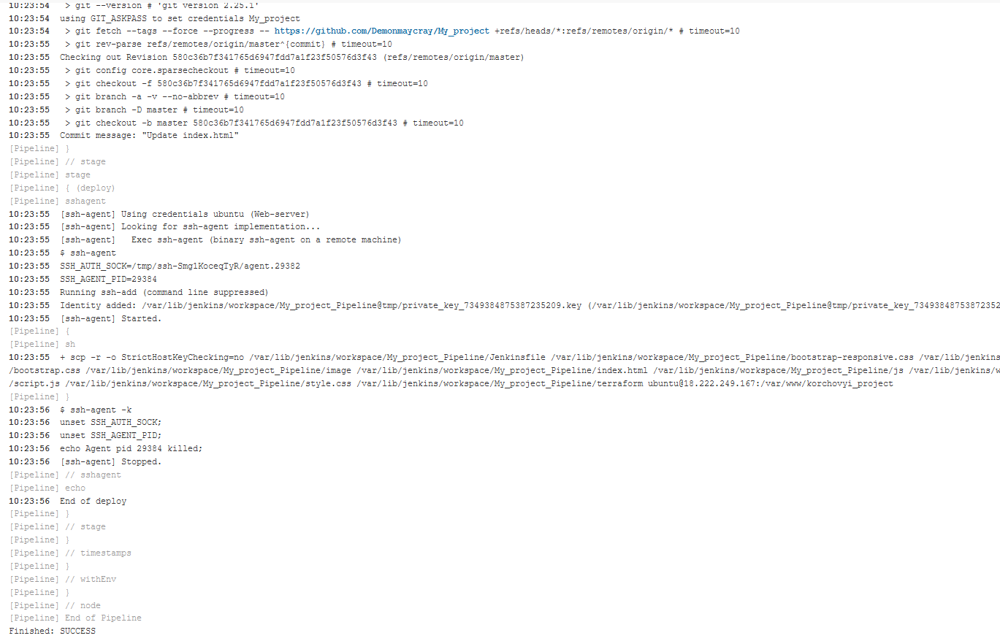 10:23:54   > git --version # 'git version 2.25.1'
10:23:54  using GIT_ASKPASS to set credentials My_project
10:23:54   > git fetch --tags --force --progress -- https://github.com/Demonmaycray/My_project +refs/heads/*:refs/remotes/origin/* # timeout=10
10:23:55   > git rev-parse refs/remotes/origin/master^{commit} # timeout=10
10:23:55  Checking out Revision 580c36b7f341765d6947fdd7a1f23f50576d3f43 (refs/remotes/origin/master)
10:23:55   > git config core.sparsecheckout # timeout=10
10:23:55   > git checkout -f 580c36b7f341765d6947fdd7a1f23f50576d3f43 # timeout=10
10:23:55   > git branch -a -v --no-abbrev # timeout=10
10:23:55   > git branch -D master # timeout=10
10:23:55   > git checkout -b master 580c36b7f341765d6947fdd7a1f23f50576d3f43 # timeout=10
10:23:55  Commit message: "Update index.html"
[Pipeline] }
[Pipeline] // stage
[Pipeline] stage
[Pipeline] { (deploy)
[Pipeline] sshagent
10:23:55  [ssh-agent] Using credentials ubuntu (Web-server)
10:23:55  [ssh-agent] Looking for ssh-agent implementation...
10:23:55  [ssh-agent]   Exec ssh-agent (binary ssh-agent on a remote machine)
10:23:55  $ ssh-agent
10:23:55  SSH_AUTH_SOCK=/tmp/ssh-Smg1KoceqTyR/agent.29382
10:23:55  SSH_AGENT_PID=29384
10:23:55  Running ssh-add (command line suppressed)
10:23:55  Identity added: /var/lib/jenkins/workspace/My_project_Pipeline@tmp/private_key_7349384875387235209.key (/var/lib/jenkins/workspace/My_project_Pipeline@tmp/private_key_73493848753872352
10:23:55  [ssh-agent] Started.
[Pipeline] {
[Pipeline] sh
10:23:55  + scp -r -o StrictHostKeyChecking=no /var/lib/jenkins/workspace/My_project_Pipeline/Jenkinsfile /var/lib/jenkins/workspace/My_project_Pipeline/bootstrap-responsive.css /var/lib/jenkins
/bootstrap.css /var/lib/jenkins/workspace/My_project_Pipeline/image /var/lib/jenkins/workspace/My_project_Pipeline/index.html /var/lib/jenkins/workspace/My_project_Pipeline/js /var/lib/jenkins/w
/script.js /var/lib/jenkins/workspace/My_project_Pipeline/style.css /var/lib/jenkins/workspace/My_project_Pipeline/terraform ubuntu@18.222.249.167:/var/www/korchovyi_project
[Pipeline] }
10:23:56  $ ssh-agent -k
10:23:56  unset SSH_AUTH_SOCK;
10:23:56  unset SSH_AGENT_PID;
10:23:56  echo Agent pid 29384 killed;
10:23:56  [ssh-agent] Stopped.
[Pipeline] // sshagent
[Pipeline] echo
10:23:56  End of deploy
[Pipeline] }
[Pipeline] // stage
[Pipeline] }
[Pipeline] // timestamps
[Pipeline] }
[Pipeline] // withEnv
[Pipeline] }
[Pipeline] // node
[Pipeline] End of Pipeline
Finished: SUCCESS